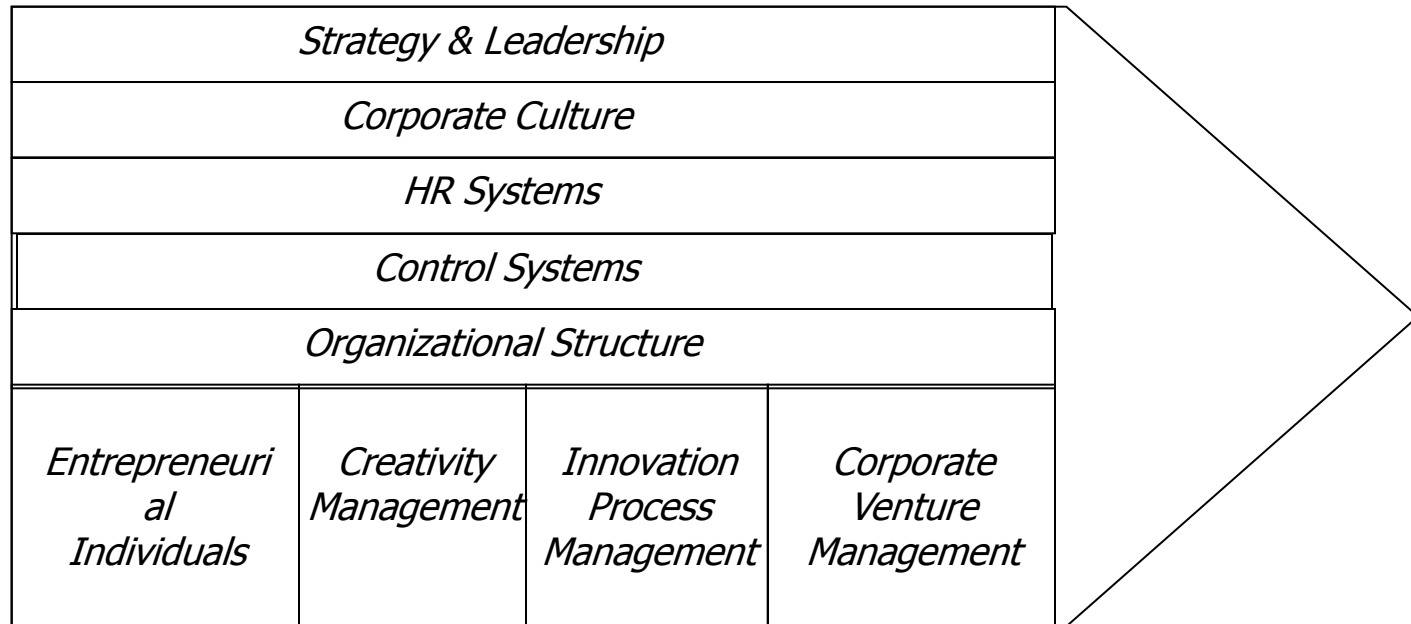 Strategy & Leadership
Corporate Culture
HR Systems
Control Systems
Organizational Structure
Entrepreneuri
al
Individuals
Creativity
Management
Innovation
Process
Management
Corporate
Venture
Management